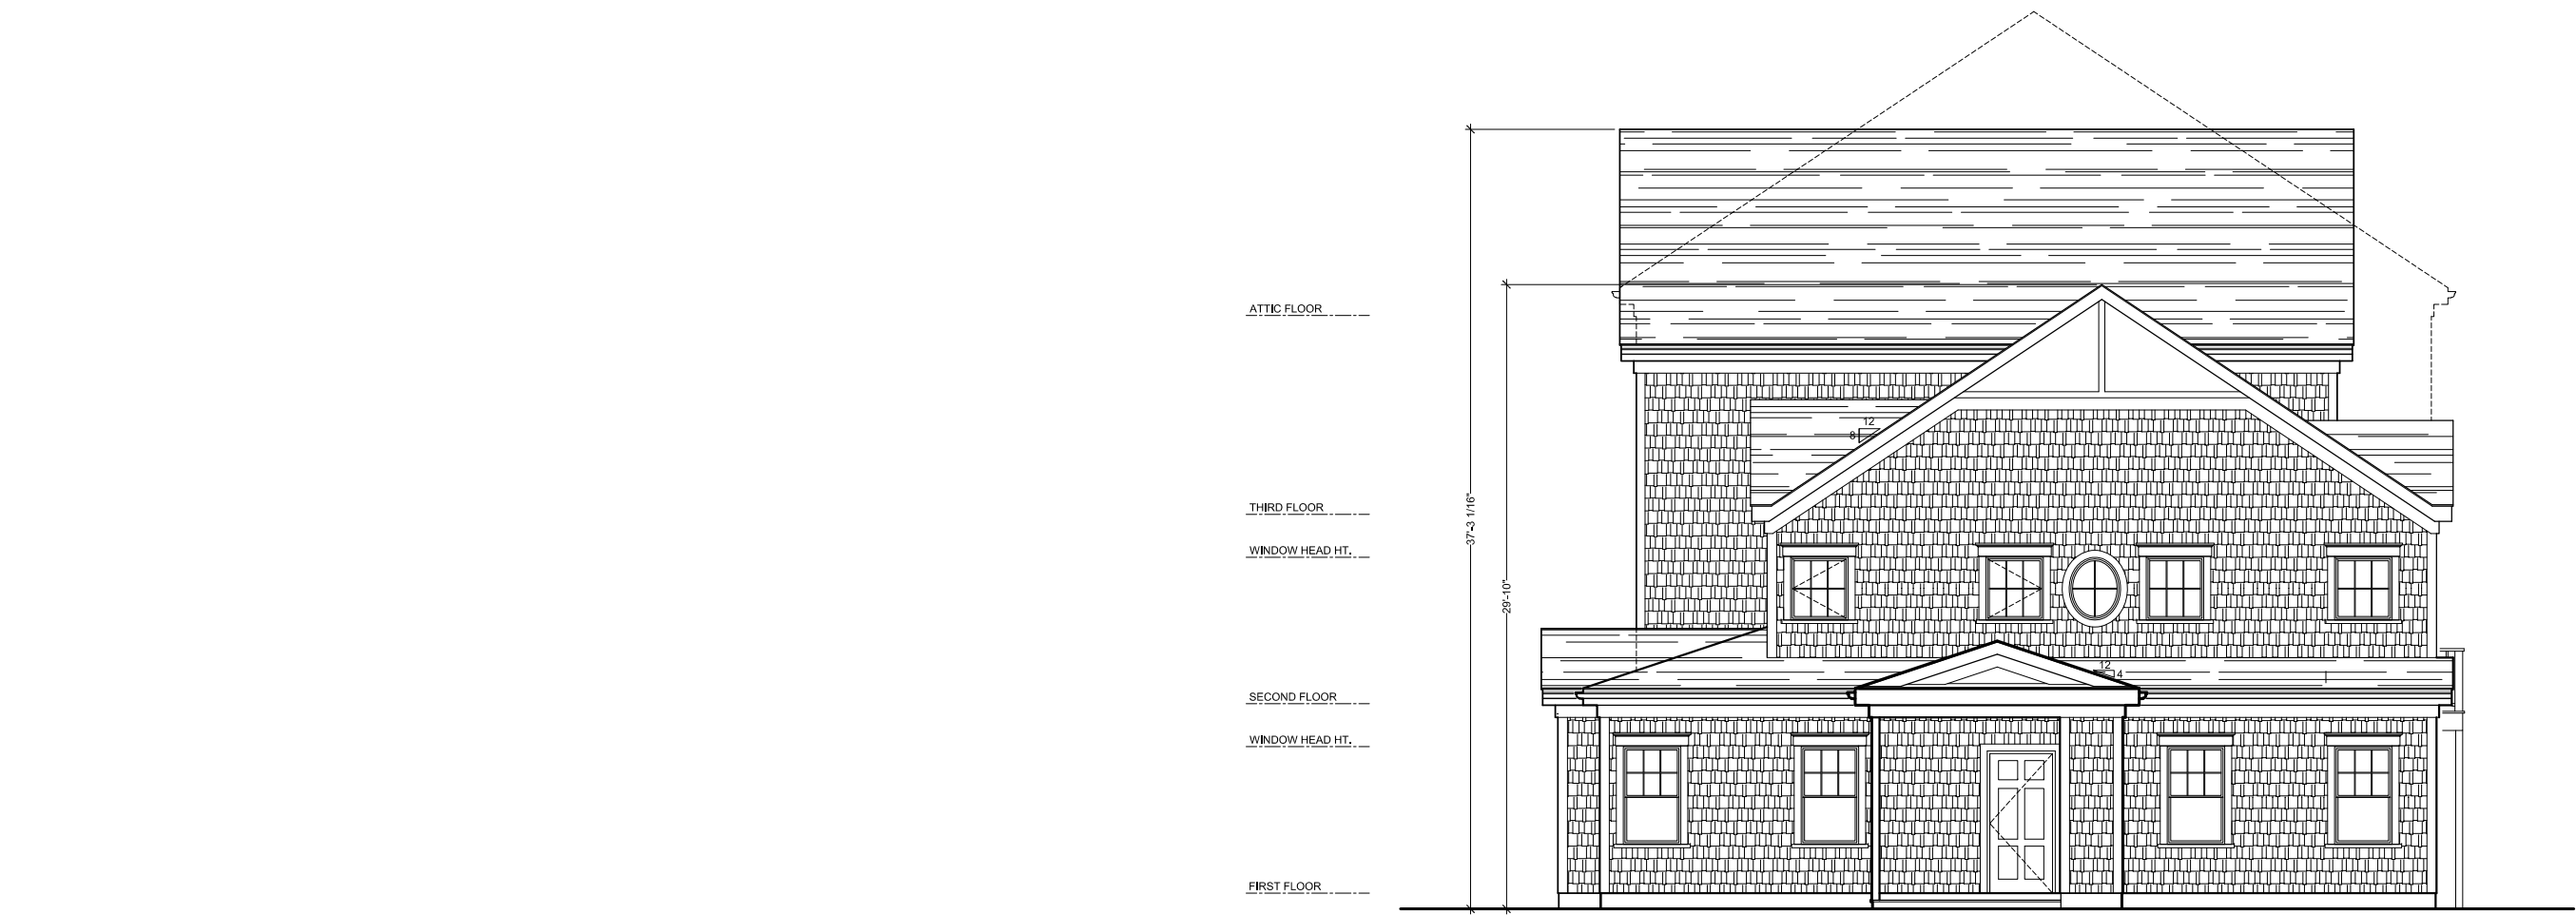 ATTIC FLOOR
12
8
THIRD FLOOR
37'-3 1/16"
WINDOW HEAD HT.
29'-10"
12
4
SECOND FLOOR
WINDOW HEAD HT.
FIRST FLOOR